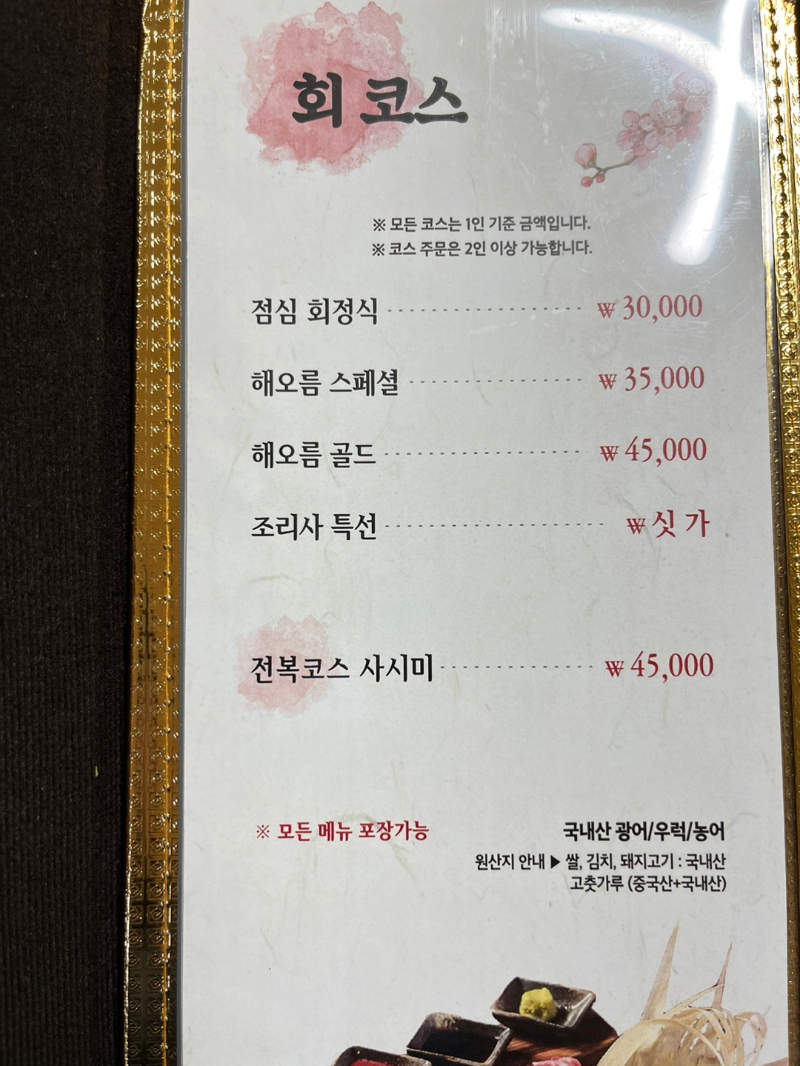 회 코스
※ 모든 코스는 1인 기준 금액입니다.
※ 코스 주문은 2인 이상 가능합니다.
점심 회정식 ₩ 30,000
해오름 스페셜 ₩ 35,000
해오름 골드 ₩ 45,000
조리사 특선 ₩ 싯 가
전복코스 사시미 ₩ 45,000
※ 모든 메뉴 포장가능
국내산 광어/우럭/농어
원산지 안내 ▶ 쌀, 김치, 돼지고기 : 국내산
고춧가루 (중국산+국내산)